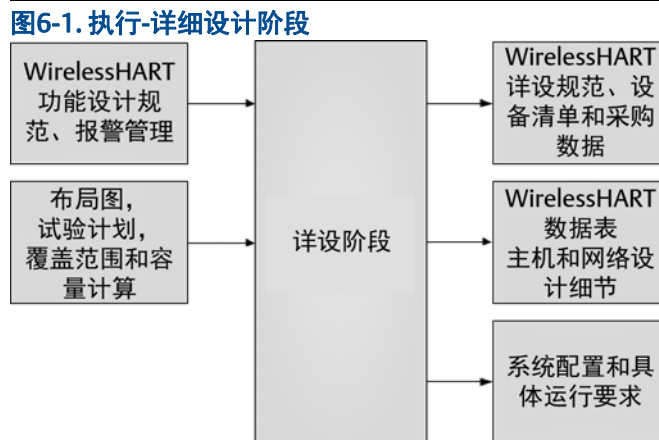 图6-1. 执行-详细设计阶段
WirelessHART
功能设计规
范、报警管理
布局图，
试验计划，
覆盖范围和容
量计算
详设阶段
WirelessHART
详设规范、设
备清单和采购
数据
WirelessHART
数据表
主机和网络设
计细节
系统配置和具
体运行要求